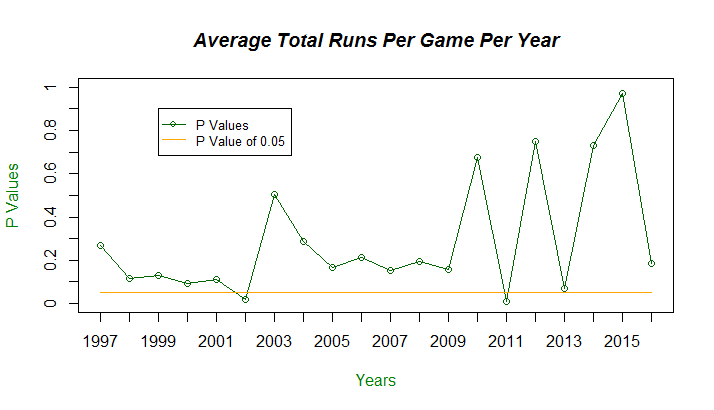 Average Total Runs Per Game Per Year
P Values
1
0.8
0.6
0.4
0.2
0
P Values
P Value of 0.05
1997 1999 2001 2003 2005 2007 2009 2011 2013 2015
Years